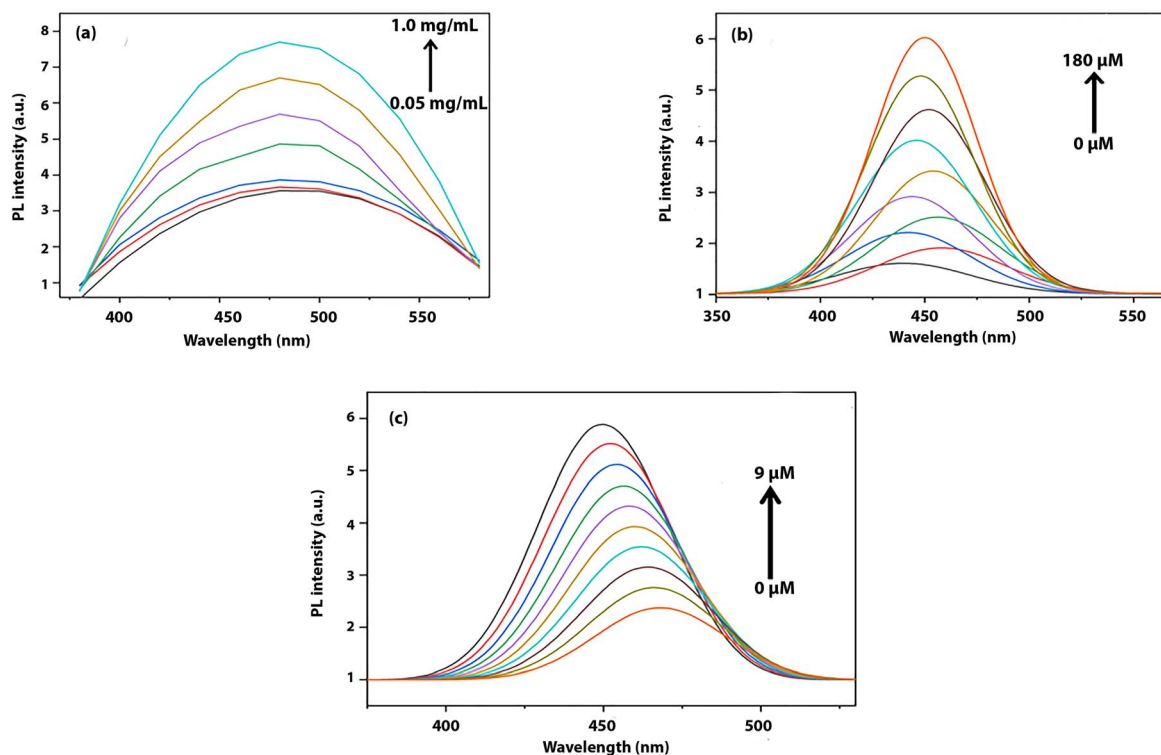 (a)
1.0 mg/mL
0.05 mg/mL
8
7
6
5
4
3
2
1
PL intensity (a.u.)
400
450
500
550
Wavelength (nm)
(b)
180 µM
0 µM
6
5
4
3
2
1
PL intensity (a.u.)
350
400
450
500
550
Wavelength (nm)
(c)
9 µM
0 µM
6
5
4
3
2
1
PL intensity (a.u.)
400
450
500
Wavelength (nm)